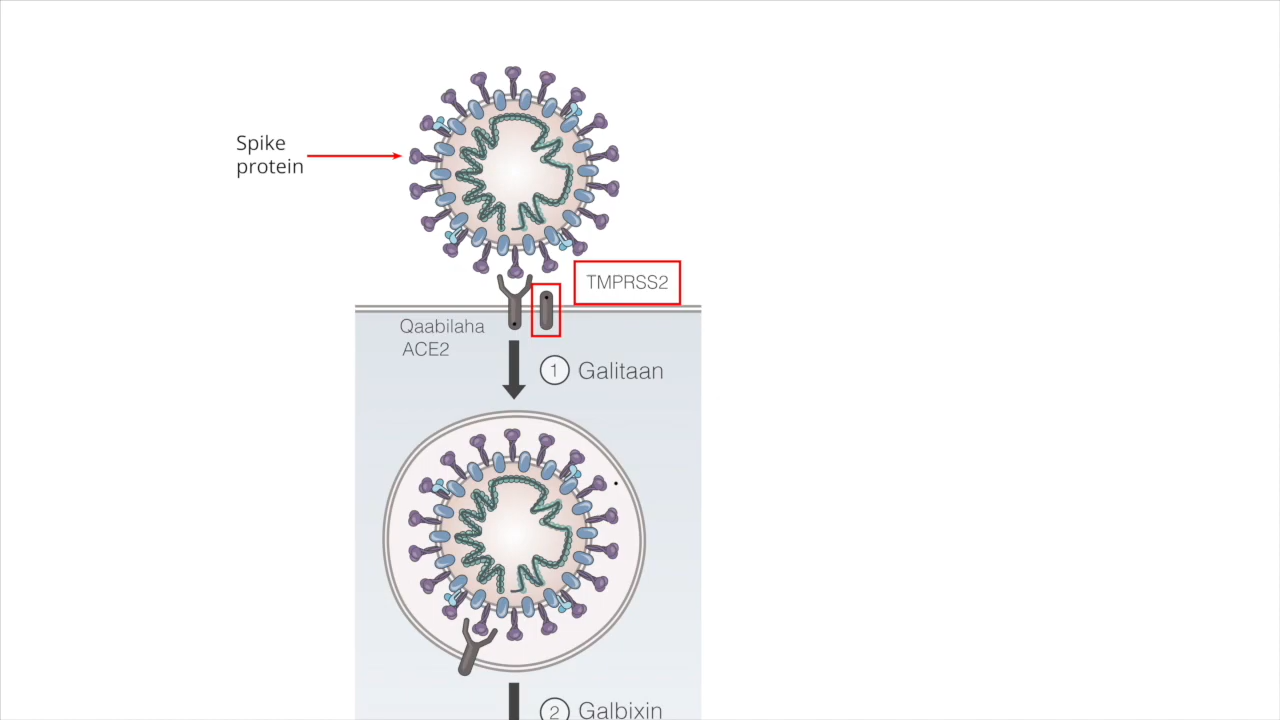 Spike
protein
TMPRSS2
Qaabilaha
ACE2
1 Galitaan
2 Galbixin